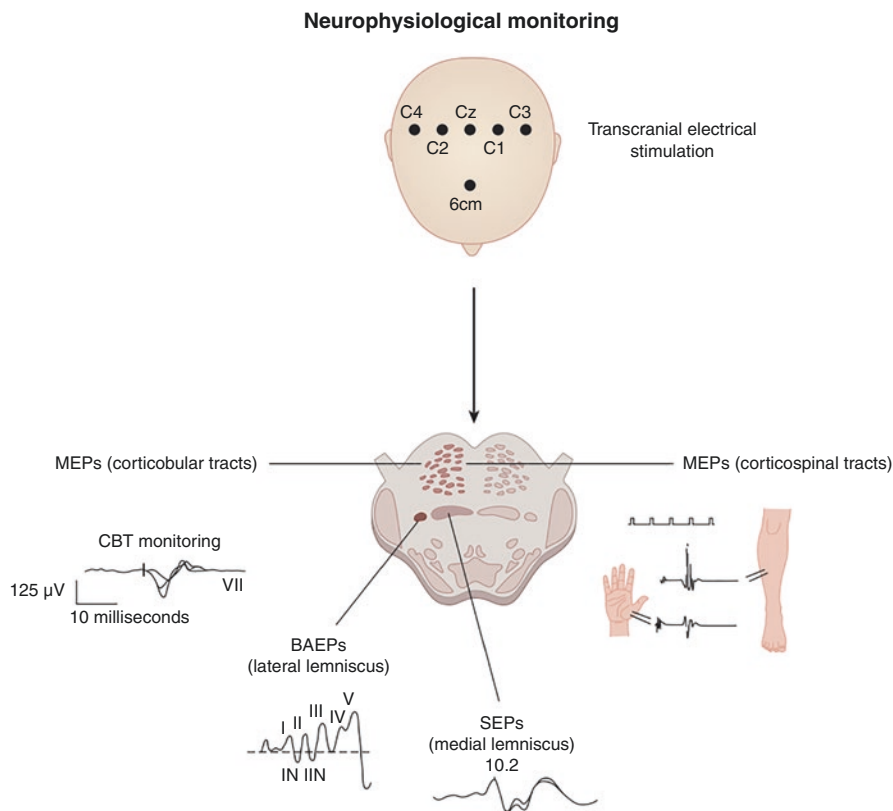 Neurophysiological monitoring
C4 Cz C3
C2 C1
6cm
Transcranial electrical
stimulation
MEPs (corticobular tracts)
MEPs (corticospinal tracts)
CBT monitoring
VII
125 µV
10 milliseconds
BAEPs
(lateral lemniscus)
I II III IV V
IN IIN
SEPs
(medial lemniscus)
10.2